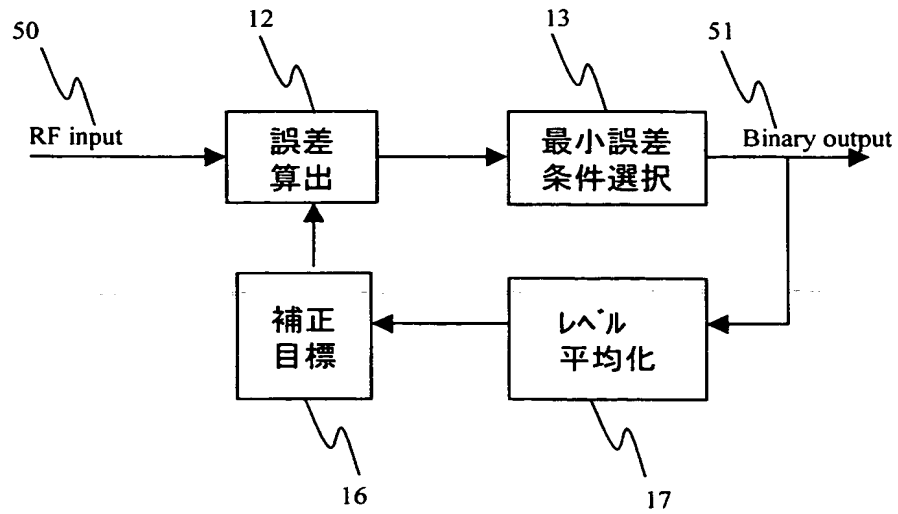 50
12
13
51
RF input
誤差
算出
最小誤差
条件選択
Binary output
補正
目標
ﾚﾍﾞﾙ
平均化
16
17